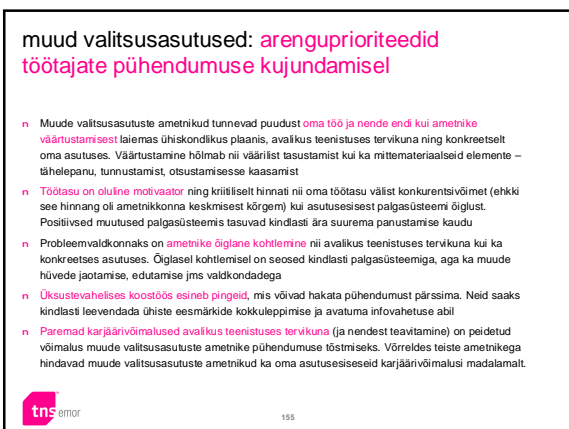 muud valitsusasutused: arenguprioriteedid
töötajate pühendumuse kujundamisel
n Muude valitsusasutuste ametnikud tunnevad puudust oma töö ja nende endi kui ametnike
väärtustamisest laiemas ühiskondlikus plaanis, avalikus teenistuses tervikuna ning konkreetselt
oma asutuses. Väärtustamine hõlmab nii väärilist tasustamist kui ka mittemateriaalseid elemente –
tähelepanu, tunnustamist, otsustamisesse kaasamist
n Töötasu on oluline motivaator ning kriitiliselt hinnati nii oma töötasu välist konkurentsivõimet (ehkki
see hinnang oli ametnikkonna keskmisest kõrgem) kui asutusesisest palgasüsteemi õiglust.
Positiivsed muutused palgasüsteemis tasuvad kindlasti ära suurema panustamise kaudu
n Probleemvaldkonnaks on ametnike õiglane kohtlemine nii avalikus teenistuses tervikuna kui ka
konkreetses asutuses. Õiglasel kohtlemisel on seosed kindlasti palgasüsteemiga, aga ka muude
hüvede jaotamise, edutamise jms valdkondadega
n Üksustevahelises koostöös esineb pingeid, mis võivad hakata pühendumust pärssima. Neid saaks
kindlasti leevendada ühiste eesmärkide kokkuleppimise ja avatuma infovahetuse abil
n Paremad karjäärivõimalused avalikus teenistuses tervikuna (ja nendest teavitamine) on peidetud
võimalus muude valitsusasutuste ametnike pühendumuse tõstmiseks. Võrreldes teiste ametnikega
hindavad muude valitsusasutuste ametnikud ka oma asutusesiseseid karjäärivõimalusi madalamalt.
tns emor
155